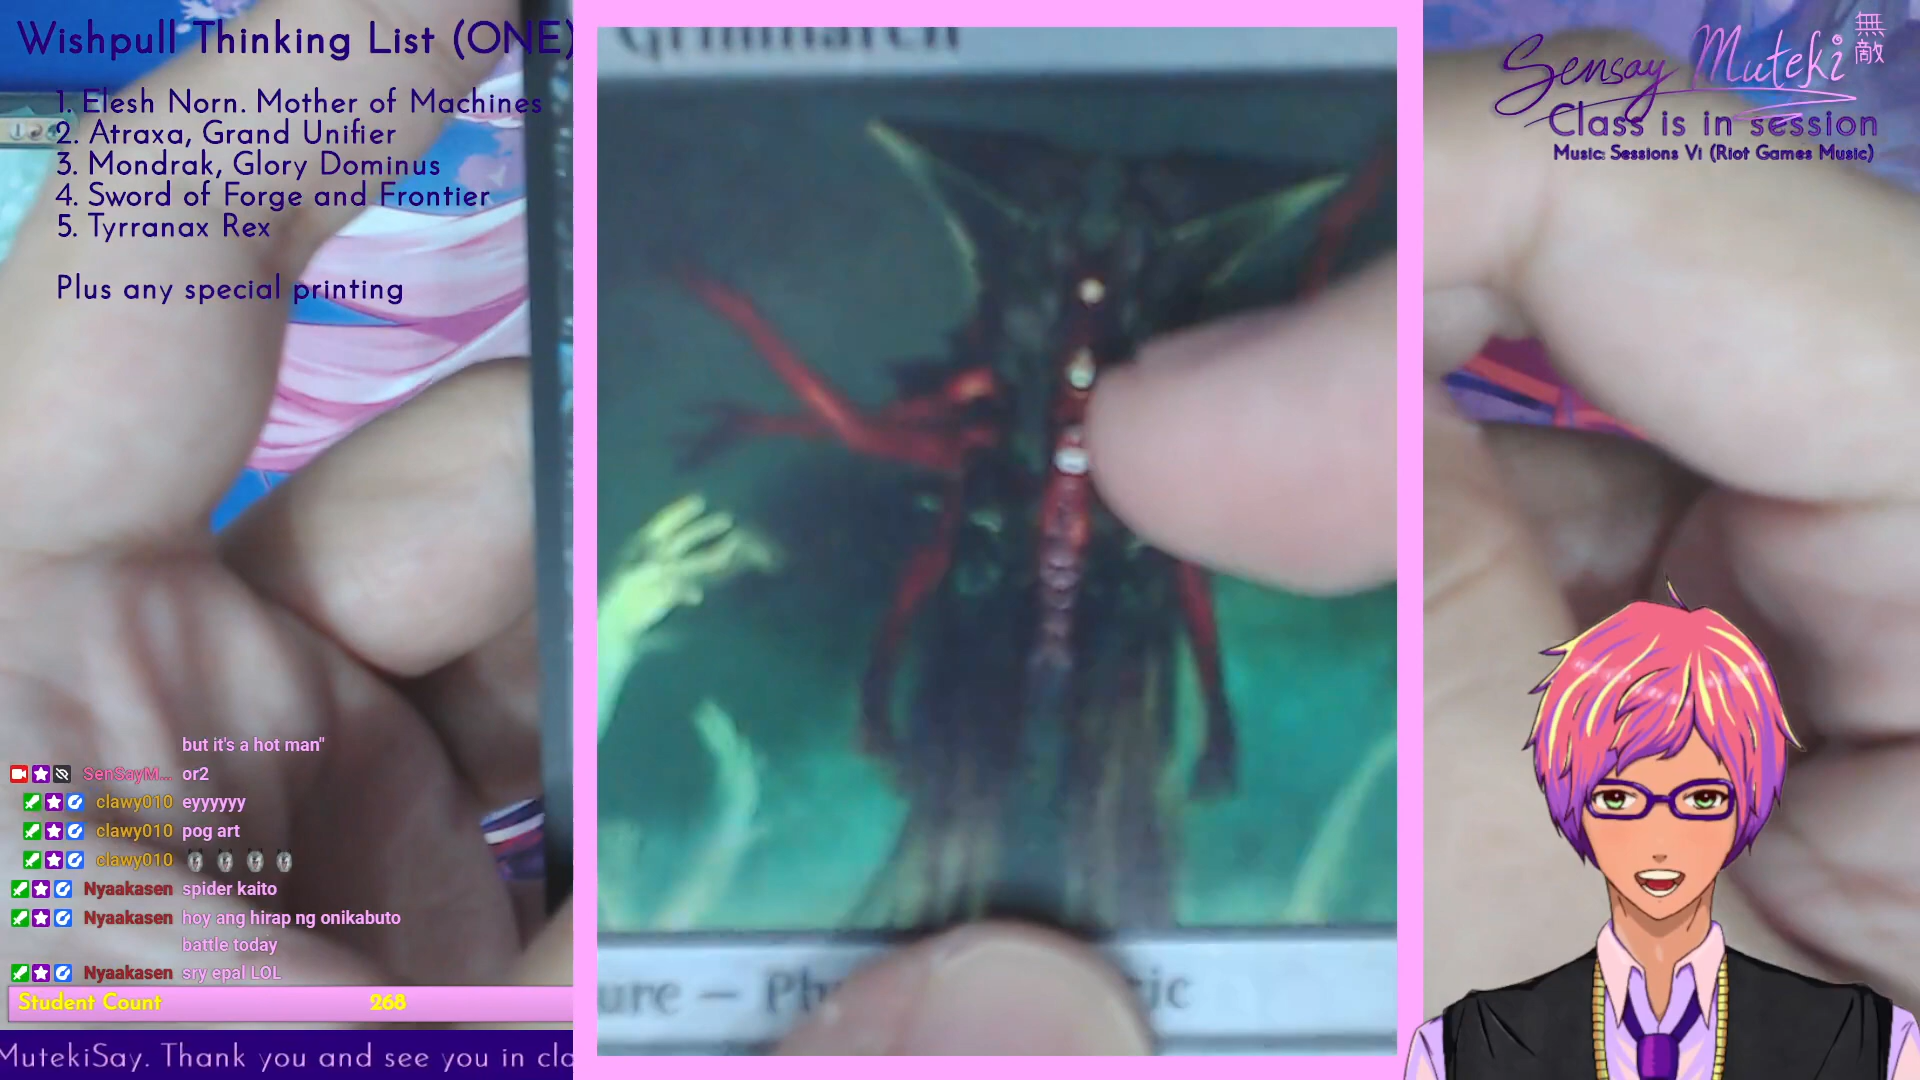 Wishpull Thinking List (ONE)
1. Elesh Norn. Mother of Machines
2. Atraxa, Grand Unifier
3. Mondrak, Glory Dominus
4. Sword of Forge and Frontier
5. Tyrranax Rex
Plus any special printing
but it's a hot man"
SenSayM... or2
clawy010 eyyyyyy
clawy010 pog art
clawy010
Nyaakasen spider kaito
Nyaakasen hoy ang hirap ng onikabuto
battle today
Nyaakasen sry epal LOL
Student Count 268
MutekiSay. Thank you and see you in cla
ure —
Sensay Muteki 無敵
Class is in session
Music: Sessions Vi (Riot Games Music)